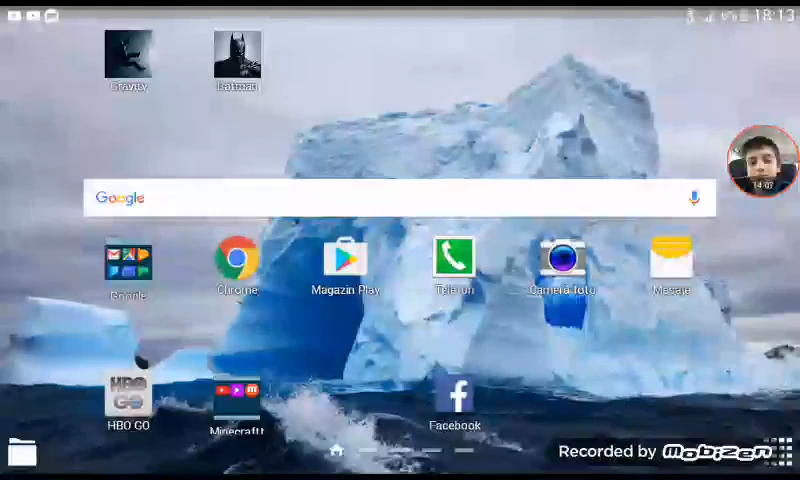 18:13
Gravity
Batman
14:07
Google
Google
Chrome
Magazin Play
Telefon
Cameră foto
Mesaje
HBO
GO
HBO GO
Minecraftt
Facebook
Recorded by Mobizen